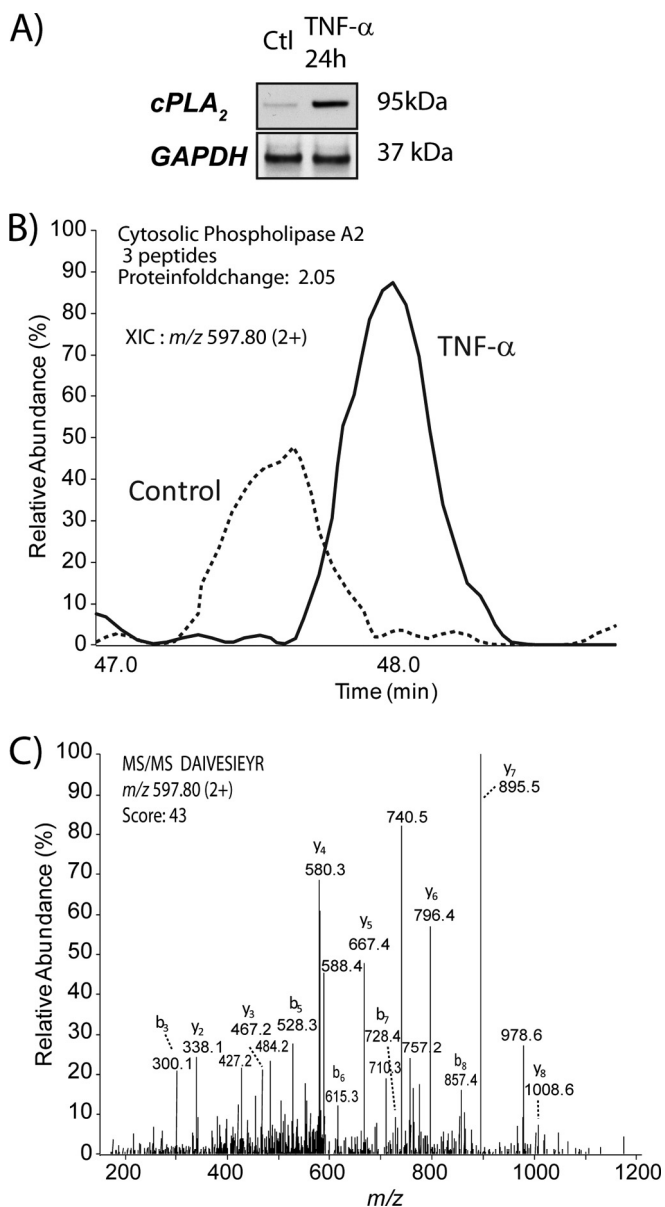 A)
Ctl TNF-α
24h
cPLA2 95kDa
GAPDH 37 kDa
B)
Relative Abundance (%)
100
90
80
70
60
50
40
30
20
10
0
Cytosolic Phospholipase A2
3 peptides
Proteinfoldchange: 2.05
XIC : m/z 597.80 (2+)
TNF-α
Control
47.0 48.0
Time (min)
C)
Relative Abundance (%)
100
90
80
70
60
50
40
30
20
10
0
MS/MS DAIVESIEYR
m/z 597.80 (2+)
Score: 43
b3
300.1
y2
338.1
427.2
y3
467.2
484.2
b5
528.3
y4
580.3
588.4
b6
615.3
y5
667.4
710.3
b7
728.4
740.5
757.2
y6
796.4
b8
857.4
y7
895.5
978.6
y8
1008.6
200 400 600 800 1000 1200
m/z